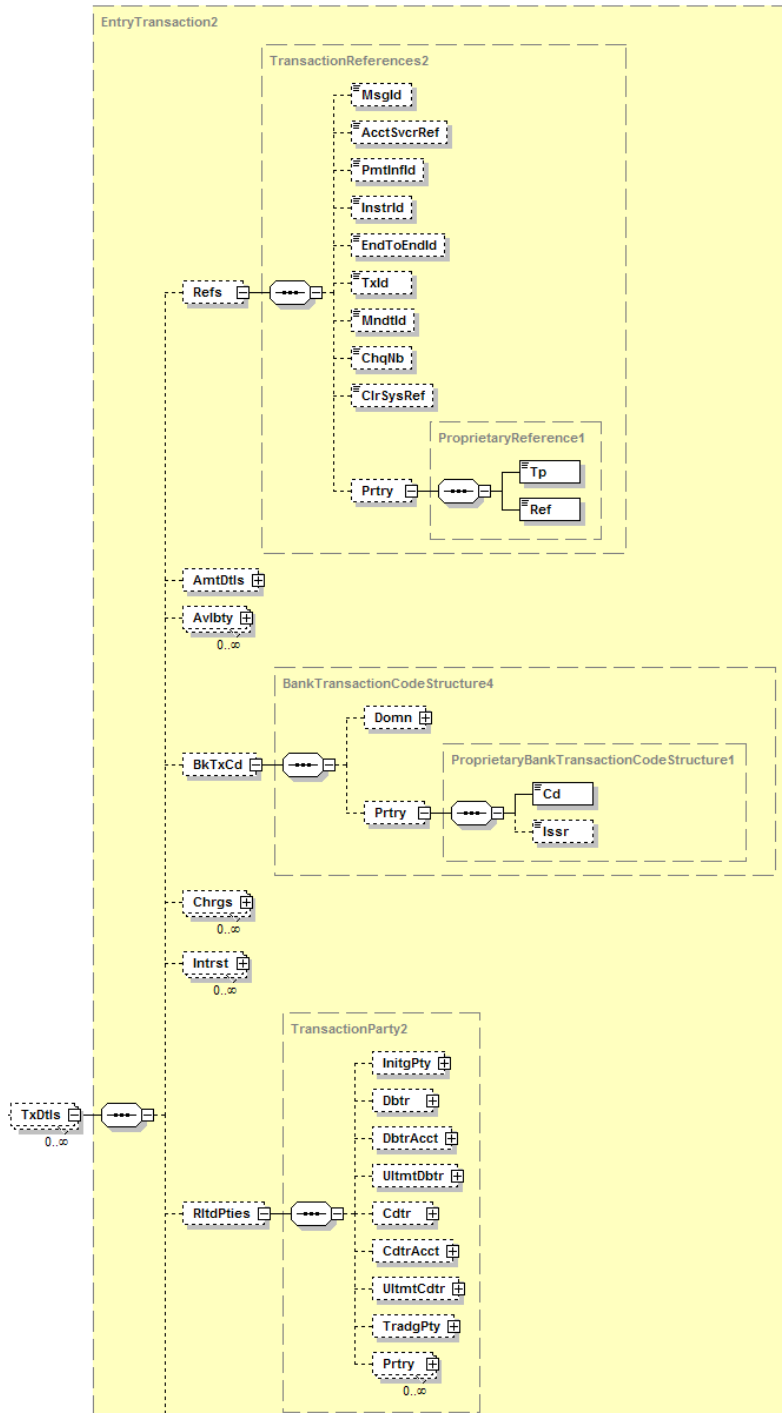 EntryTransaction2
TransactionReferences2
MsgId
AcctSvcrRef
PmtInfId
InstrId
EndToEndId
Refs
TxId
MndtId
ChqNb
ClrSysRef
ProprietaryReference1
Tp
Prtry
Ref
AmtDtls
Avlbty
0..∞
BankTransactionCodeStructure4
Domn
BkTxCd
ProprietaryBankTransactionCodeStructure1
Cd
Prtry
Issr
Chrgs
0..∞
Intrst
0..∞
TransactionParty2
InitgPty
Dbtr
TxDtls
0..∞
DbtrAcct
UltmtDbtr
RltdPties
Cdtr
CdtrAcct
UltmtCdtr
TradgPty
Prtry
0..∞